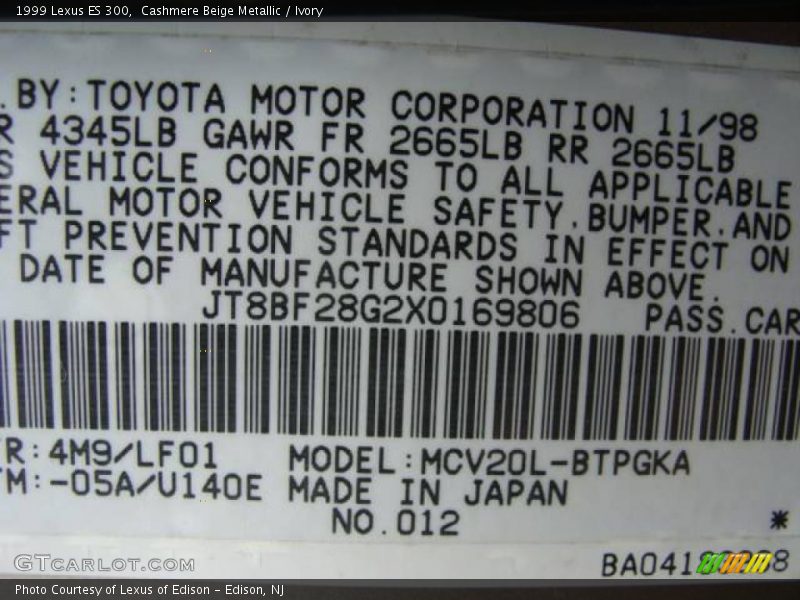 1999 Lexus ES 300, Cashmere Beige Metallic / Ivory
.BY:TOYOTA MOTOR CORPORATION 11/98
R 4345LB GAWR FR 2665LB RR 2665LB
S VEHICLE CONFORMS TO ALL APPLICABLE
ERAL MOTOR VEHICLE SAFETY,BUMPER,AND
FT PREVENTION STANDARDS IN EFFECT ON
DATE OF MANUFACTURE SHOWN ABOVE.
JT8BF28G2X0169806 PASS.CAR
TR:4M9/LF01 MODEL:MCV20L-BTPGKA
TM:-05A/U140E MADE IN JAPAN
NO.012 *
GTCARLOT.COM
Photo Courtesy of Lexus of Edison - Edison, NJ